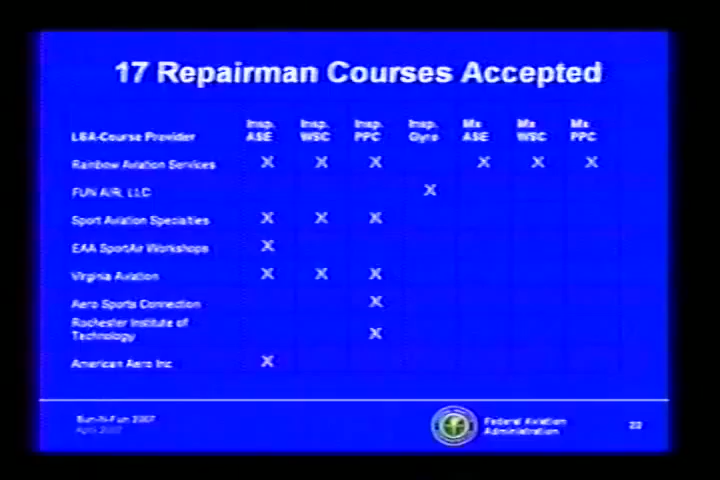 17 Repairman Courses Accepted
LSA-Course Provider Insp. ASE Insp. WSC Insp. PPC Insp. Gyro Mx ASE Mx WSC Mx PPC
Rainbow Aviation Services X X X X X X
FUN AIR, LLC X
Sport Aviation Specialties X X X
EAA SportAir Workshops X
Virginia Aviation X X X
Aero Sports Connection X
Rochester Institute of
Technology X
American Aero Inc X
Sun-N-Fun 2007
April 2007
Federal Aviation
Administration